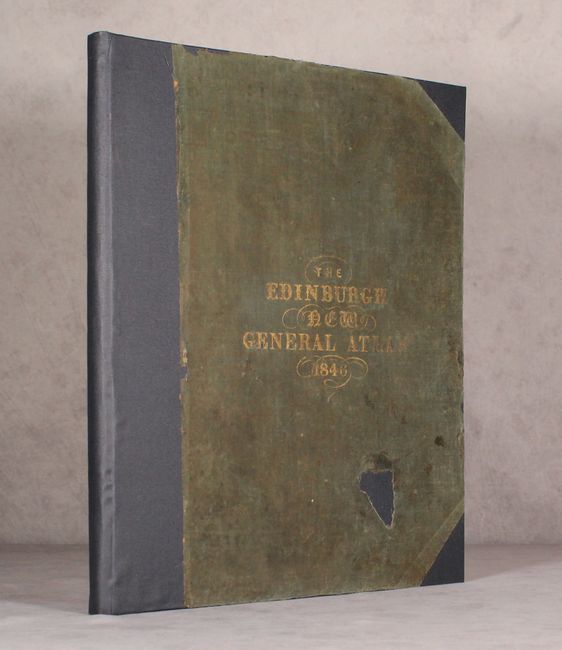 THE
EDINBURGH
NEW
GENERAL ATLAS
1846